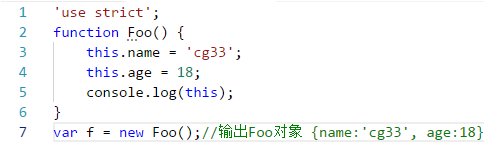 1 'use strict';
2 function Foo() {
3     this.name = 'cg33';
4     this.age = 18;
5     console.log(this);
6 }
7 var f = new Foo();//输出Foo对象 {name:'cg33', age:18}